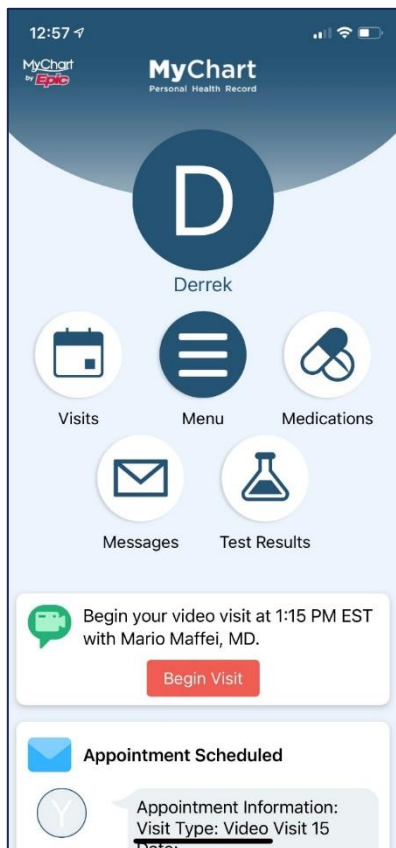 12:57
MyChart
by Epic
MyChart
Personal Health Record
D
Derrek
Visits
Menu
Medications
Messages
Test Results
Begin your video visit at 1:15 PM EST
with Mario Maffei, MD.
Begin Visit
Appointment Scheduled
Y
Appointment Information:
Visit Type: Video Visit 15
Date: